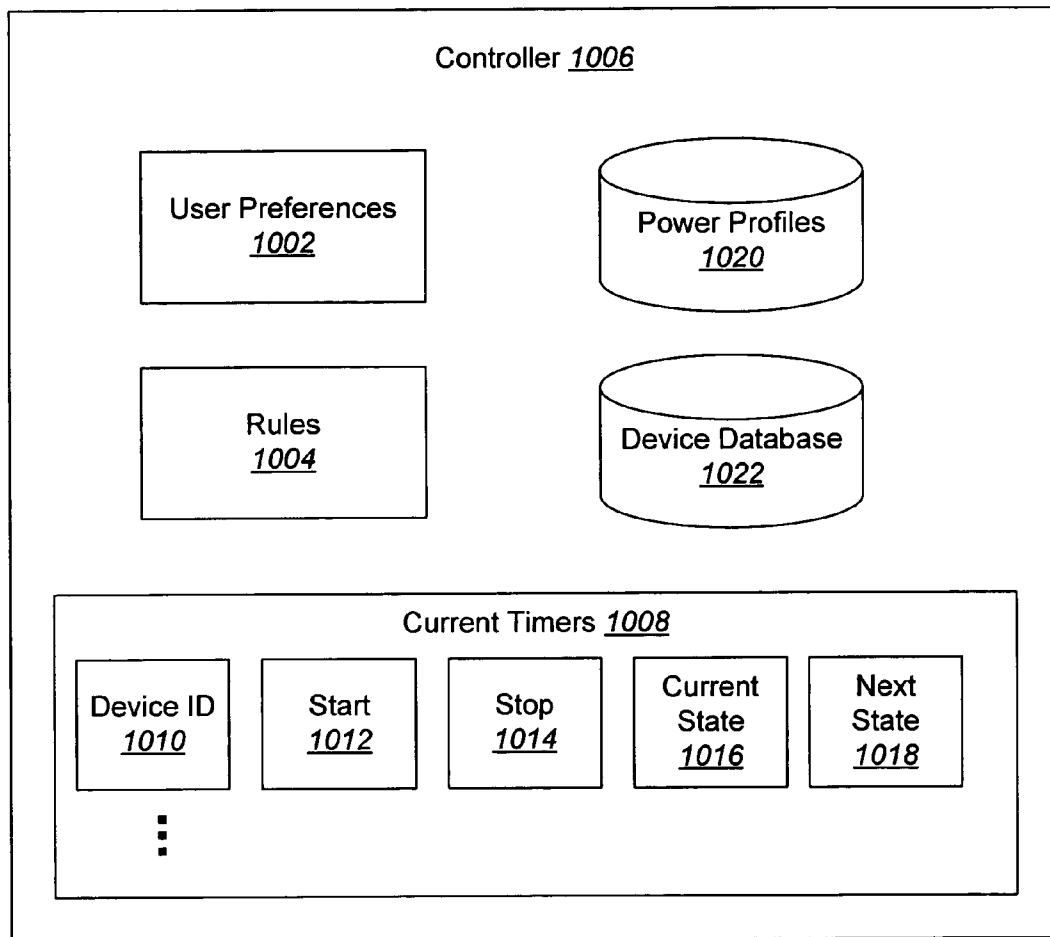 Controller 1006
User Preferences
1002
Power Profiles
1020
Rules
1004
Device Database
1022
Current Timers 1008
Device ID
1010
Start
1012
Stop
1014
Current
State
1016
Next
State
1018